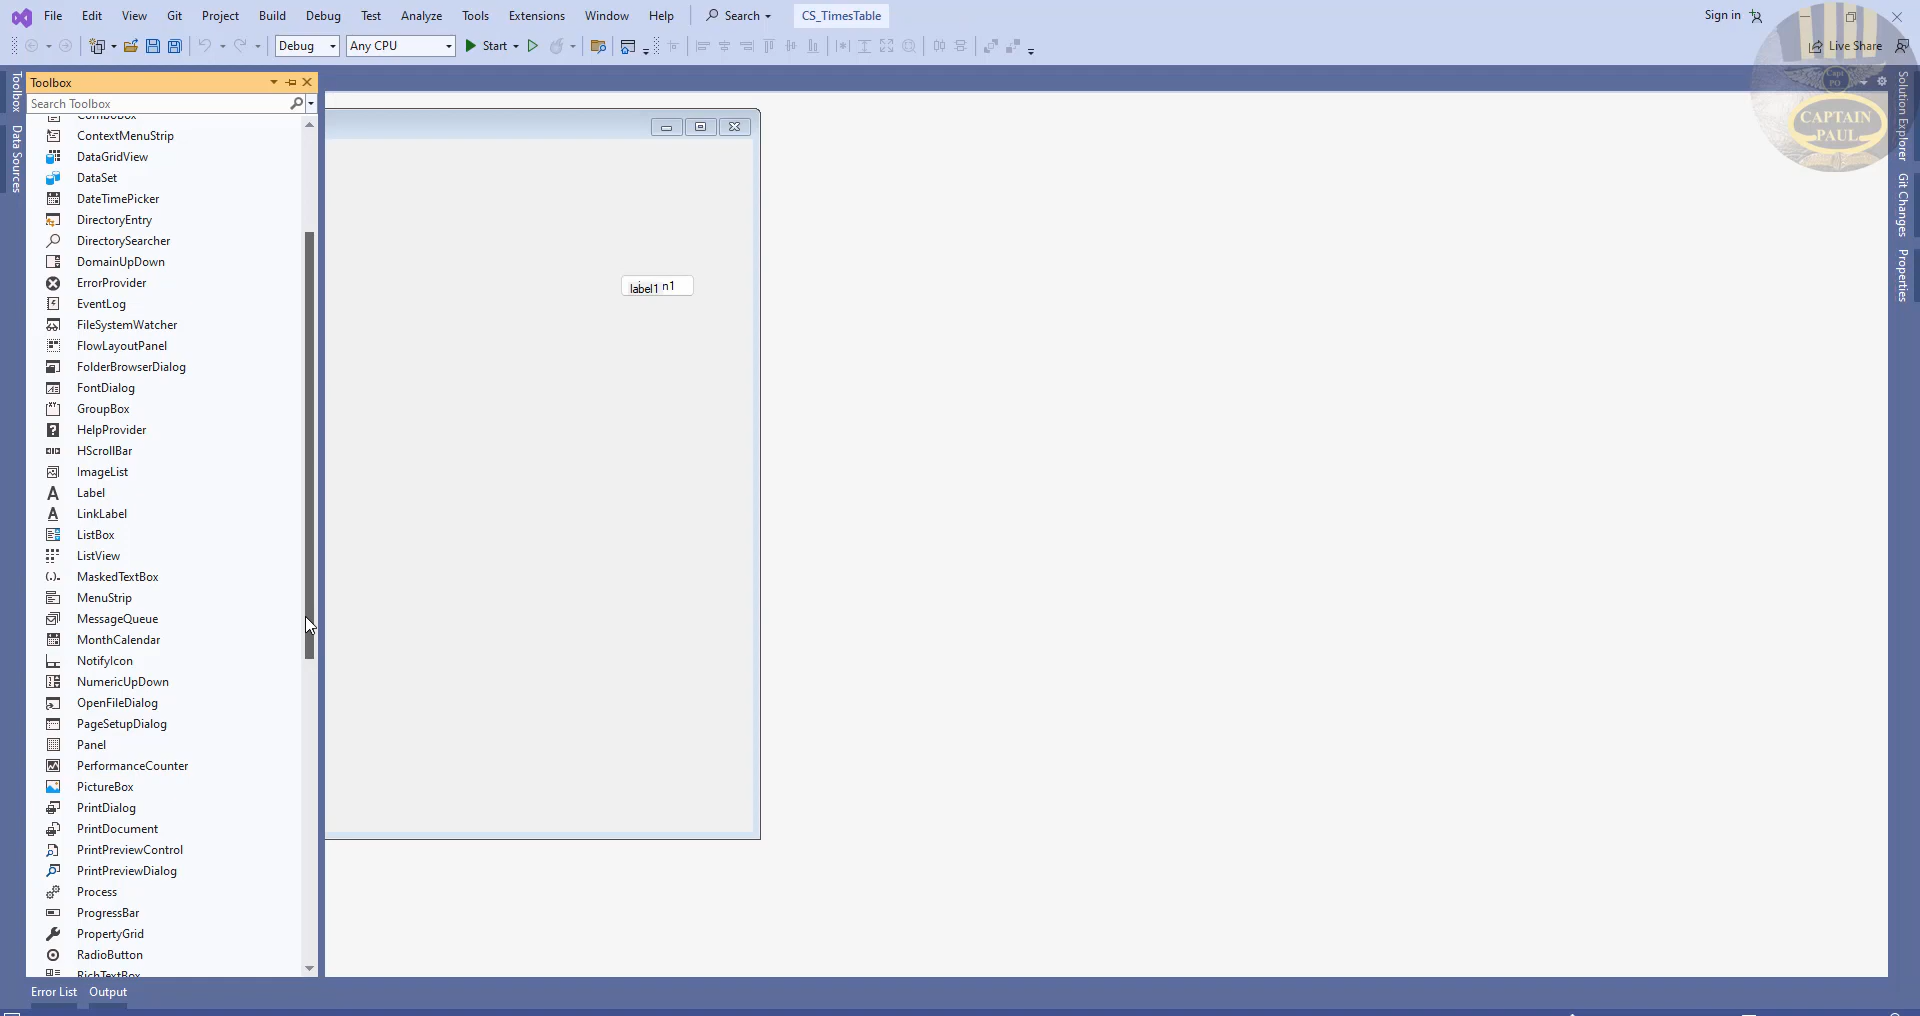 File Edit View Git Project Build Debug Test Analyze Tools Extensions Window Help Search CS_TimesTable Sign in
Debug Any CPU Start Live Share
Toolbox
Search Toolbox
ComboBox
ContextMenuStrip
DataGridView
DataSet
DateTimePicker
DirectoryEntry
DirectorySearcher
DomainUpDown
ErrorProvider
EventLog
FileSystemWatcher
FlowLayoutPanel
FolderBrowserDialog
FontDialog
GroupBox
HelpProvider
HScrollBar
ImageList
Label
LinkLabel
ListBox
ListView
MaskedTextBox
MenuStrip
MessageQueue
MonthCalendar
NotifyIcon
NumericUpDown
OpenFileDialog
PageSetupDialog
Panel
PerformanceCounter
PictureBox
PrintDialog
PrintDocument
PrintPreviewControl
PrintPreviewDialog
Process
ProgressBar
PropertyGrid
RadioButton
RichTextBox
Toolbox
Data Sources
label1 n1
Capt
PO
CAPTAIN
PAUL
Solution Explorer
Git Changes
Properties
Error List Output